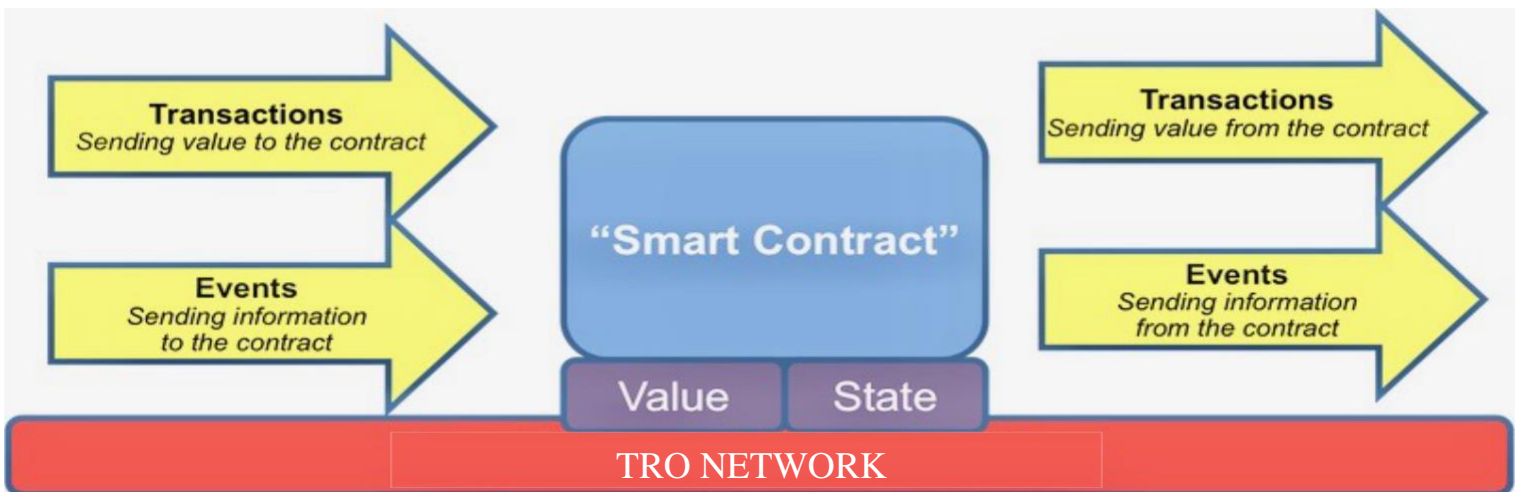 Transactions
Sending value to the contract
Events
Sending information
to the contract
“Smart Contract”
Value
State
Transactions
Sending value from the contract
Events
Sending information
from the contract
TRO NETWORK